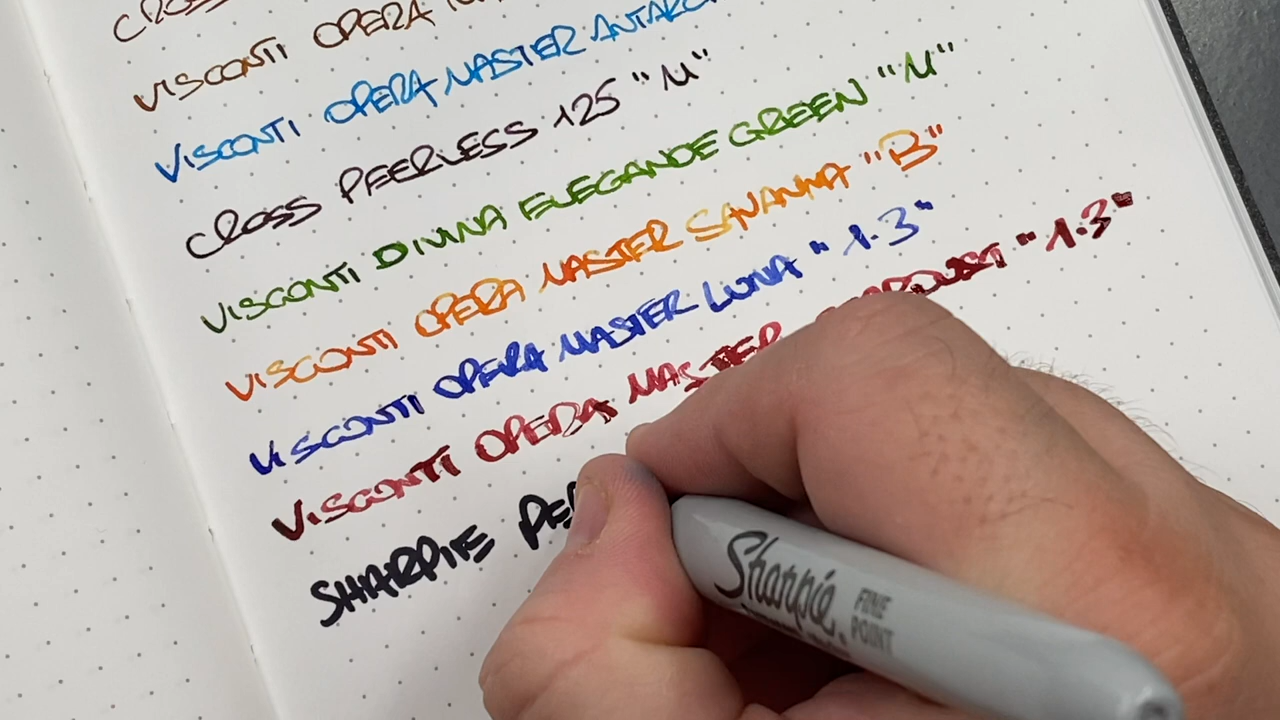 CROSS
VISCONTI OPERA
VISCONTI OPERA MASTER
CROSS PEERLESS 125 "M"
VISCONTI DIVINA ELEGANCE GREEN "M"
VISCONTI OPERA MASTER SAVANNA "B"
VISCONTI OPERA MASTER LUNA "1.3"
VISCONTI OPERA MASTER "1.3"
SHARPIE
Sharpie
FINE
POINT